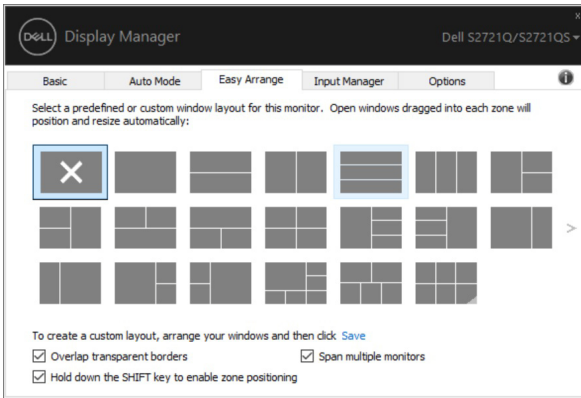 DELL Display Manager
Dell S2721Q/S2721QS
Basic Auto Mode Easy Arrange Input Manager Options
Select a predefined or custom window layout for this monitor. Open windows dragged into each zone will
position and resize automatically:
To create a custom layout, arrange your windows and then click Save
Overlap transparent borders
Span multiple monitors
Hold down the SHIFT key to enable zone positioning